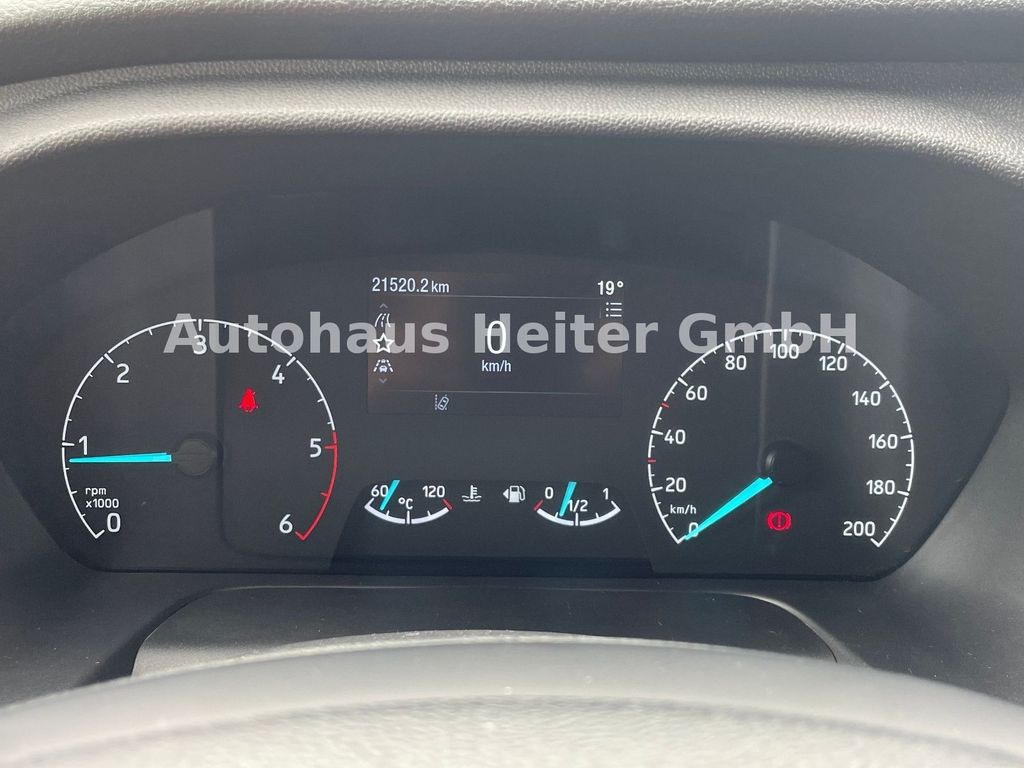 21520.2 km 19°
Autohaus Heiter GmbH
0
km/h
0 1 2 3 4 5 6
rpm
x1000
60 120
°C
0 1/2 1
0 20 40 60 80 100 120 140 160 180 200
km/h